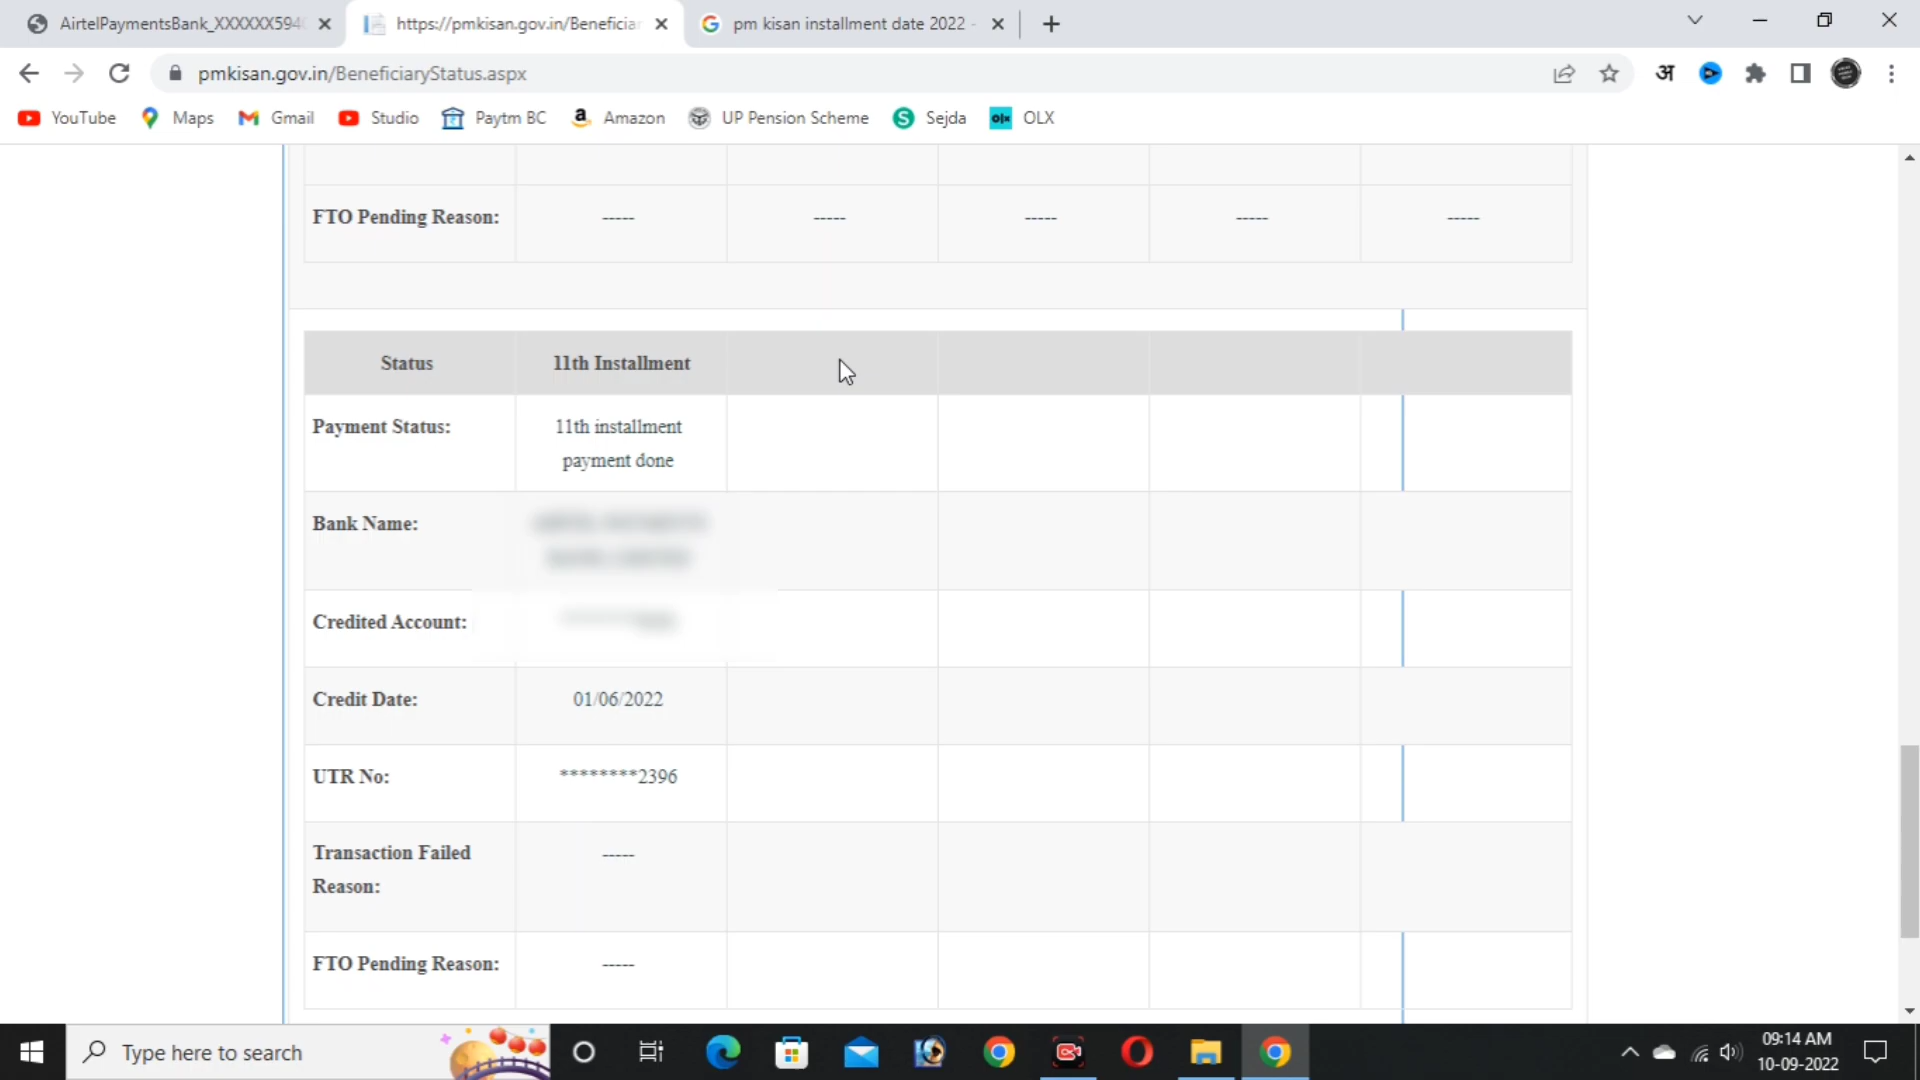 AirtelPaymentsBank_XXXXXX594
https://pmkisan.gov.in/Beneficiar
pm kisan installment date 2022 -
pmkisan.gov.in/BeneficiaryStatus.aspx
अ
YouTube Maps Gmail Studio Paytm BC Amazon UP Pension Scheme Sejda OLX
FTO Pending Reason: ----- ----- ----- ----- -----
Status 11th Installment
Payment Status: 11th installment
payment done
Bank Name:
Credited Account:
Credit Date: 01/06/2022
UTR No: ********2396
Transaction Failed -----
Reason:
FTO Pending Reason: -----
Type here to search
09:14 AM
10-09-2022